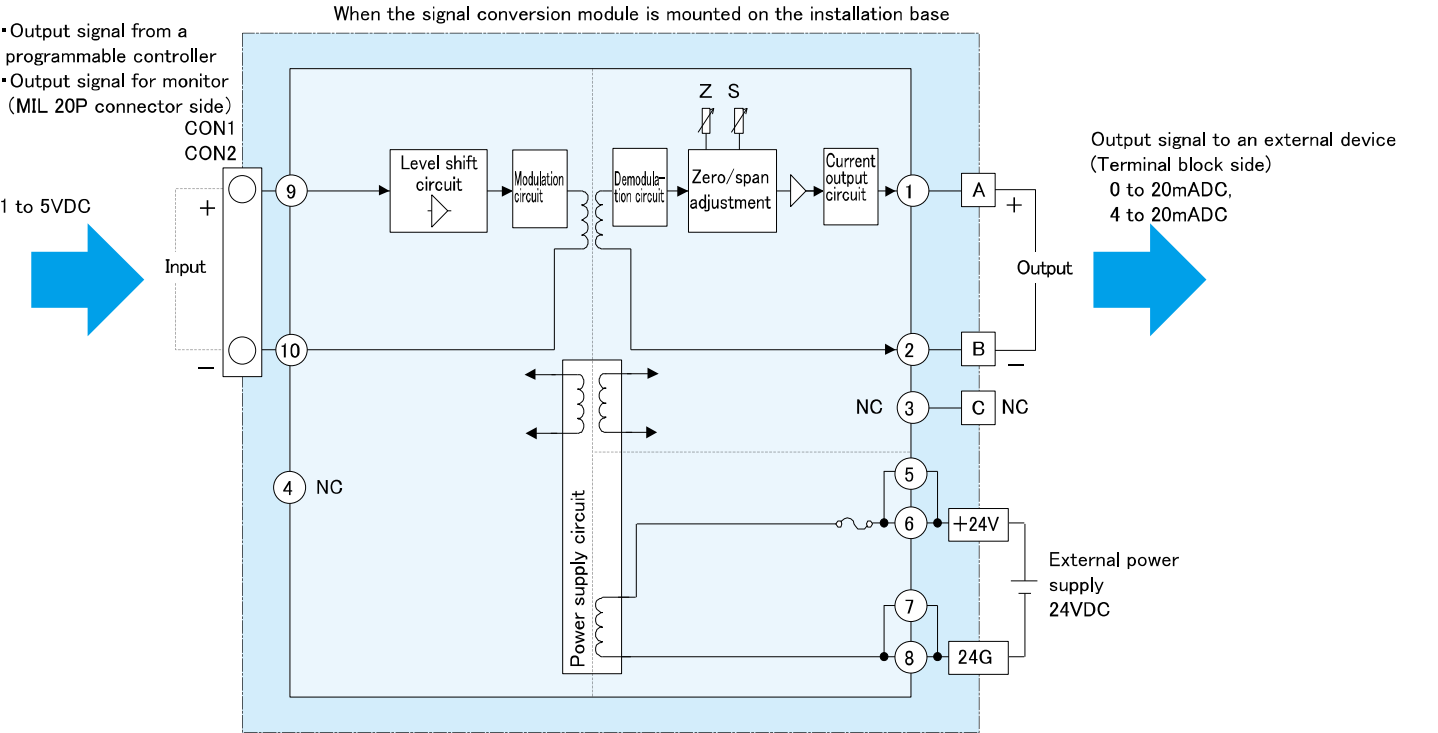 When the signal conversion module is mounted on the installation base
・Output signal from a
programmable controller
・Output signal for monitor
(MIL 20P connector side)
CON1
CON2
1 to 5VDC
+
Input
−
9
10
4
NC
Level shift
circuit
Modulation
circuit
Demodula-
tion circuit
Z S
Zero/span
adjustment
Current
output
circuit
1
A
+
Output
2
B
−
NC
3
C
NC
5
6
+24V
7
8
24G
Power supply circuit
External power
supply
24VDC
Output signal to an external device
(Terminal block side)
0 to 20mADC,
4 to 20mADC